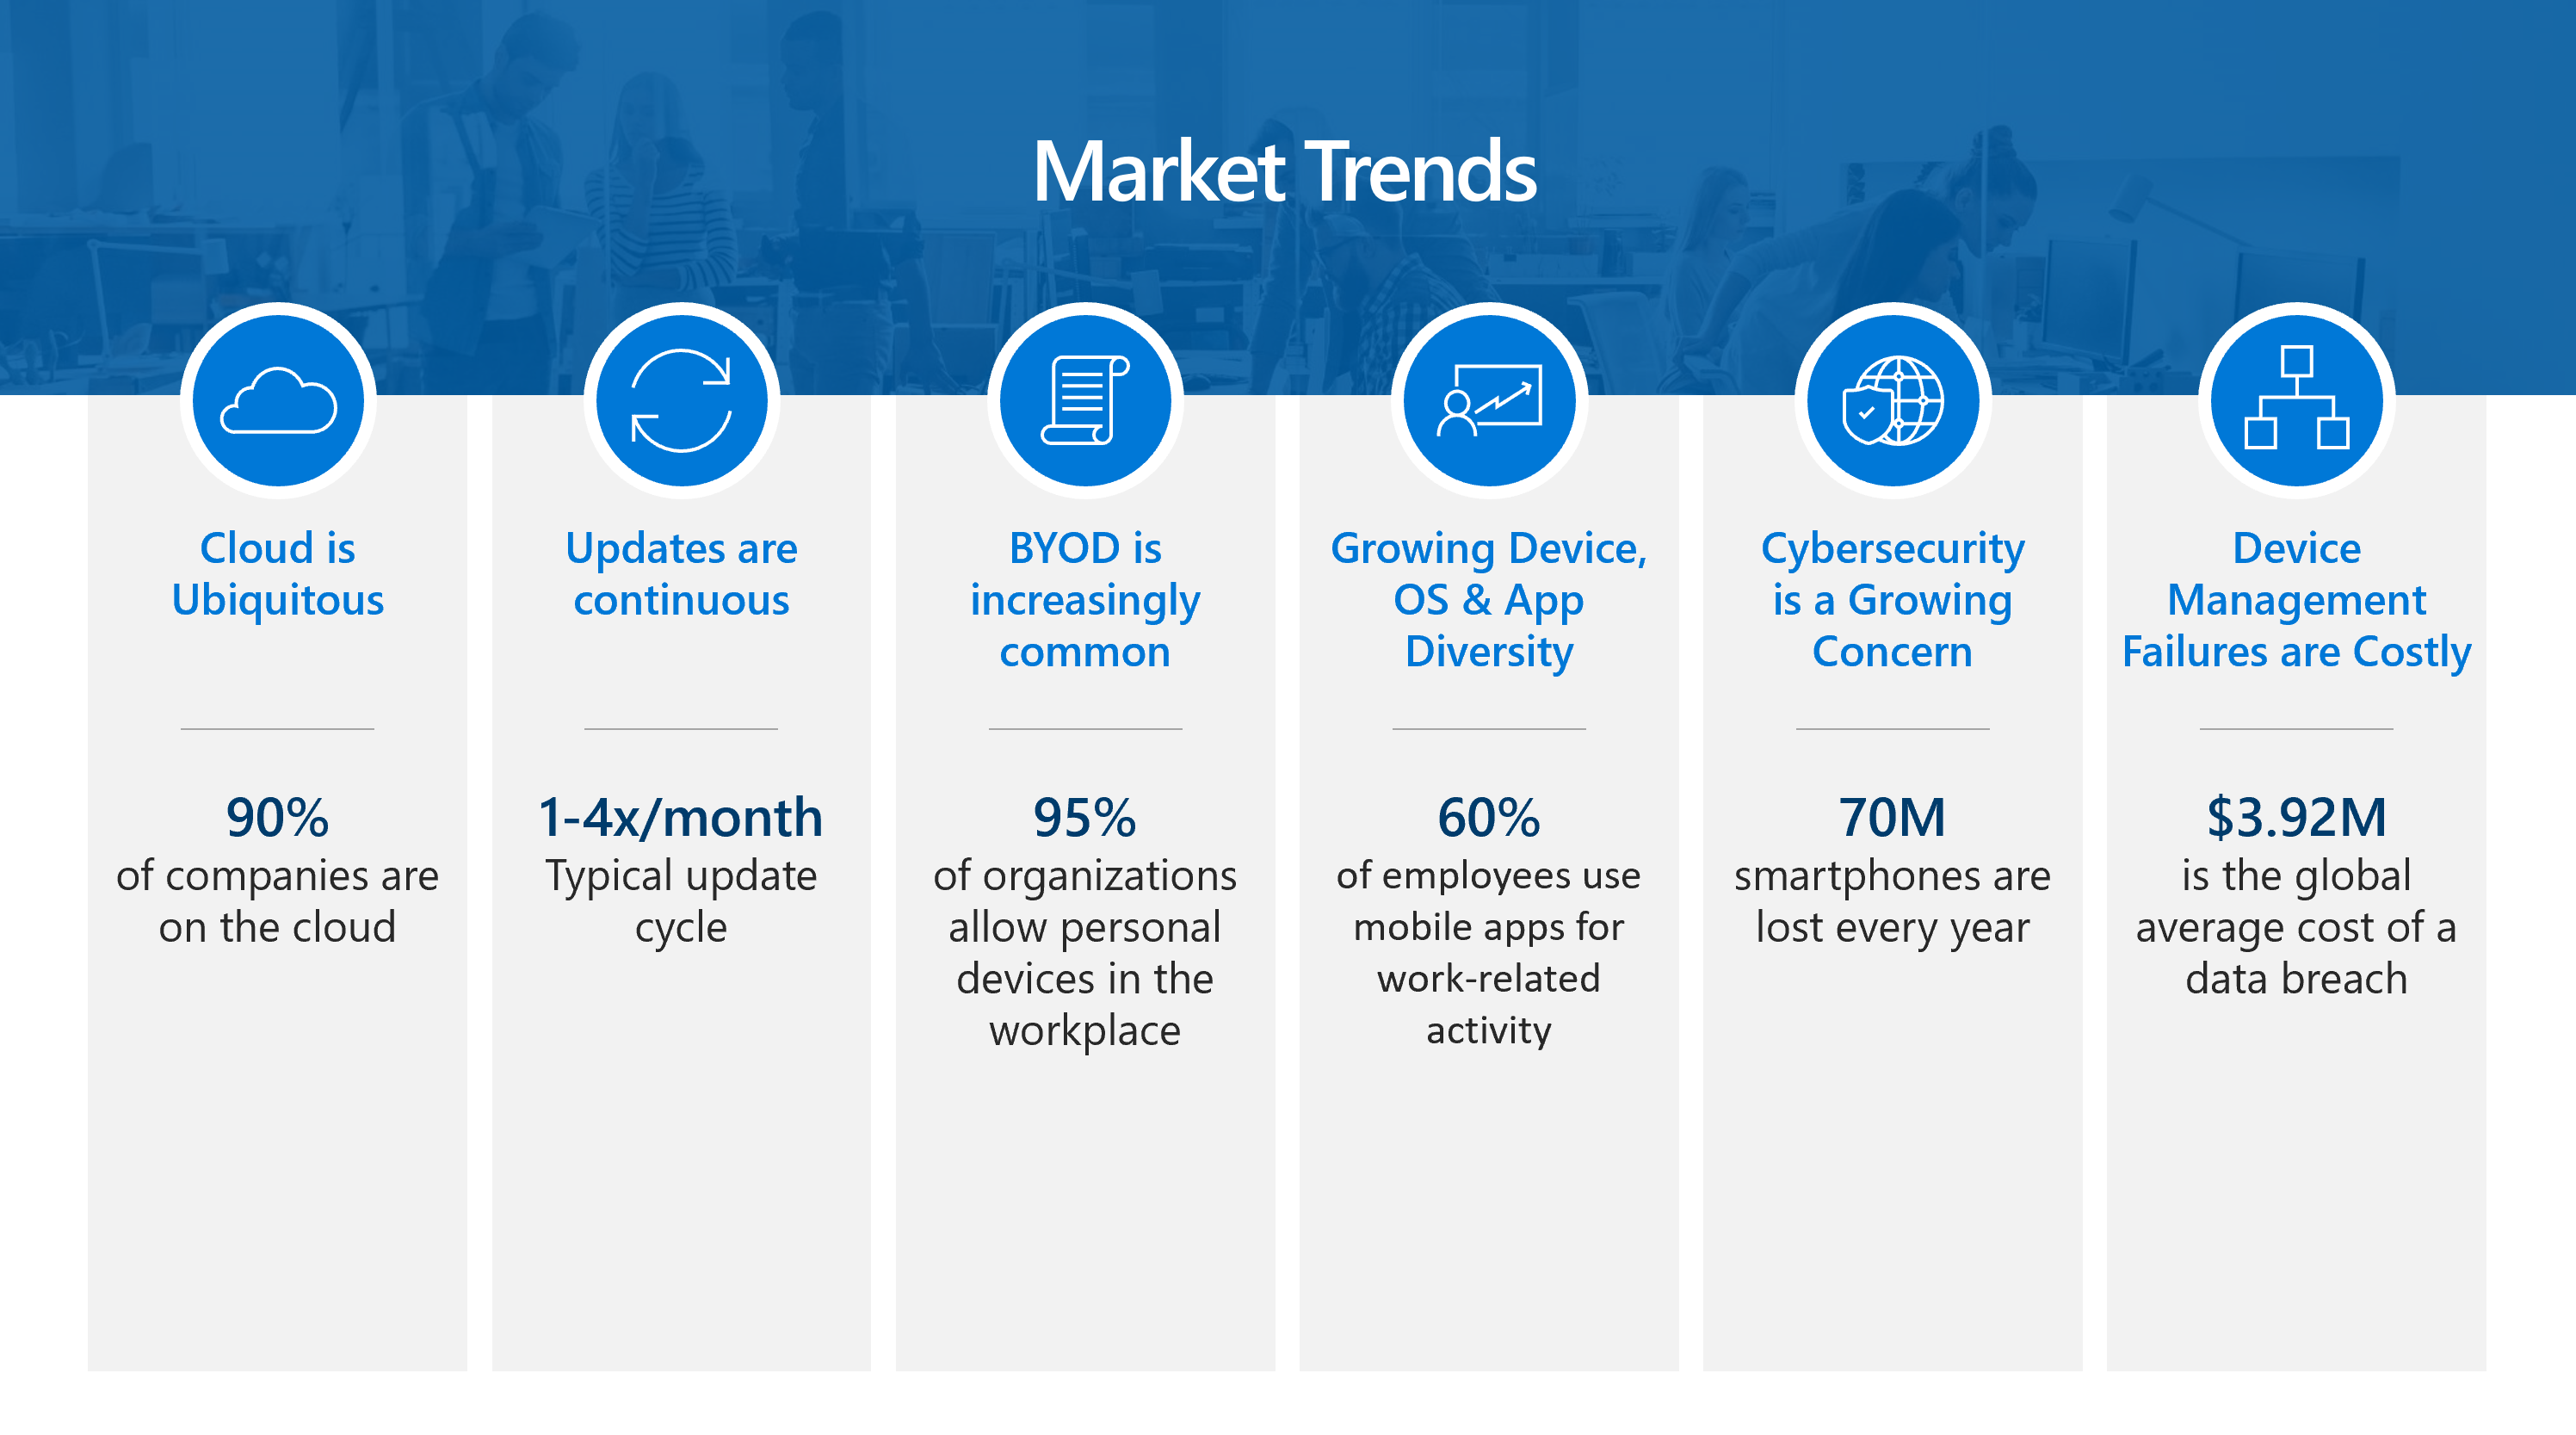 Market Trends
Cloud is
Ubiquitous
90%
of companies are
on the cloud
Updates are
continuous
1-4x/month
Typical update
cycle
BYOD is
increasingly
common
95%
of organizations
allow personal
devices in the
workplace
Growing Device,
OS & App
Diversity
60%
of employees use
mobile apps for
work-related
activity
Cybersecurity
is a Growing
Concern
70M
smartphones are
lost every year
Device
Management
Failures are Costly
$3.92M
is the global
average cost of a
data breach